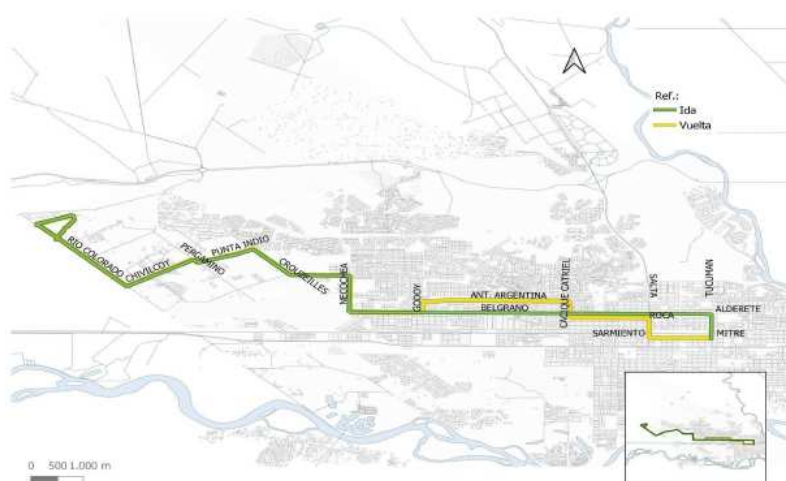 Ref.:
Ida
Vuelta
RIO COLORADO
CHIVILCOY
PERGAMINO
PUNTA INDIO
CROUZEILLES
NECOCHEA
GODOY
ANT. ARGENTINA
BELGRANO
CACIQUE CATRIEL
SALTA
TUCUMAN
ALDERETE
ROCA
SARMIENTO
MITRE
0 500 1.000 m